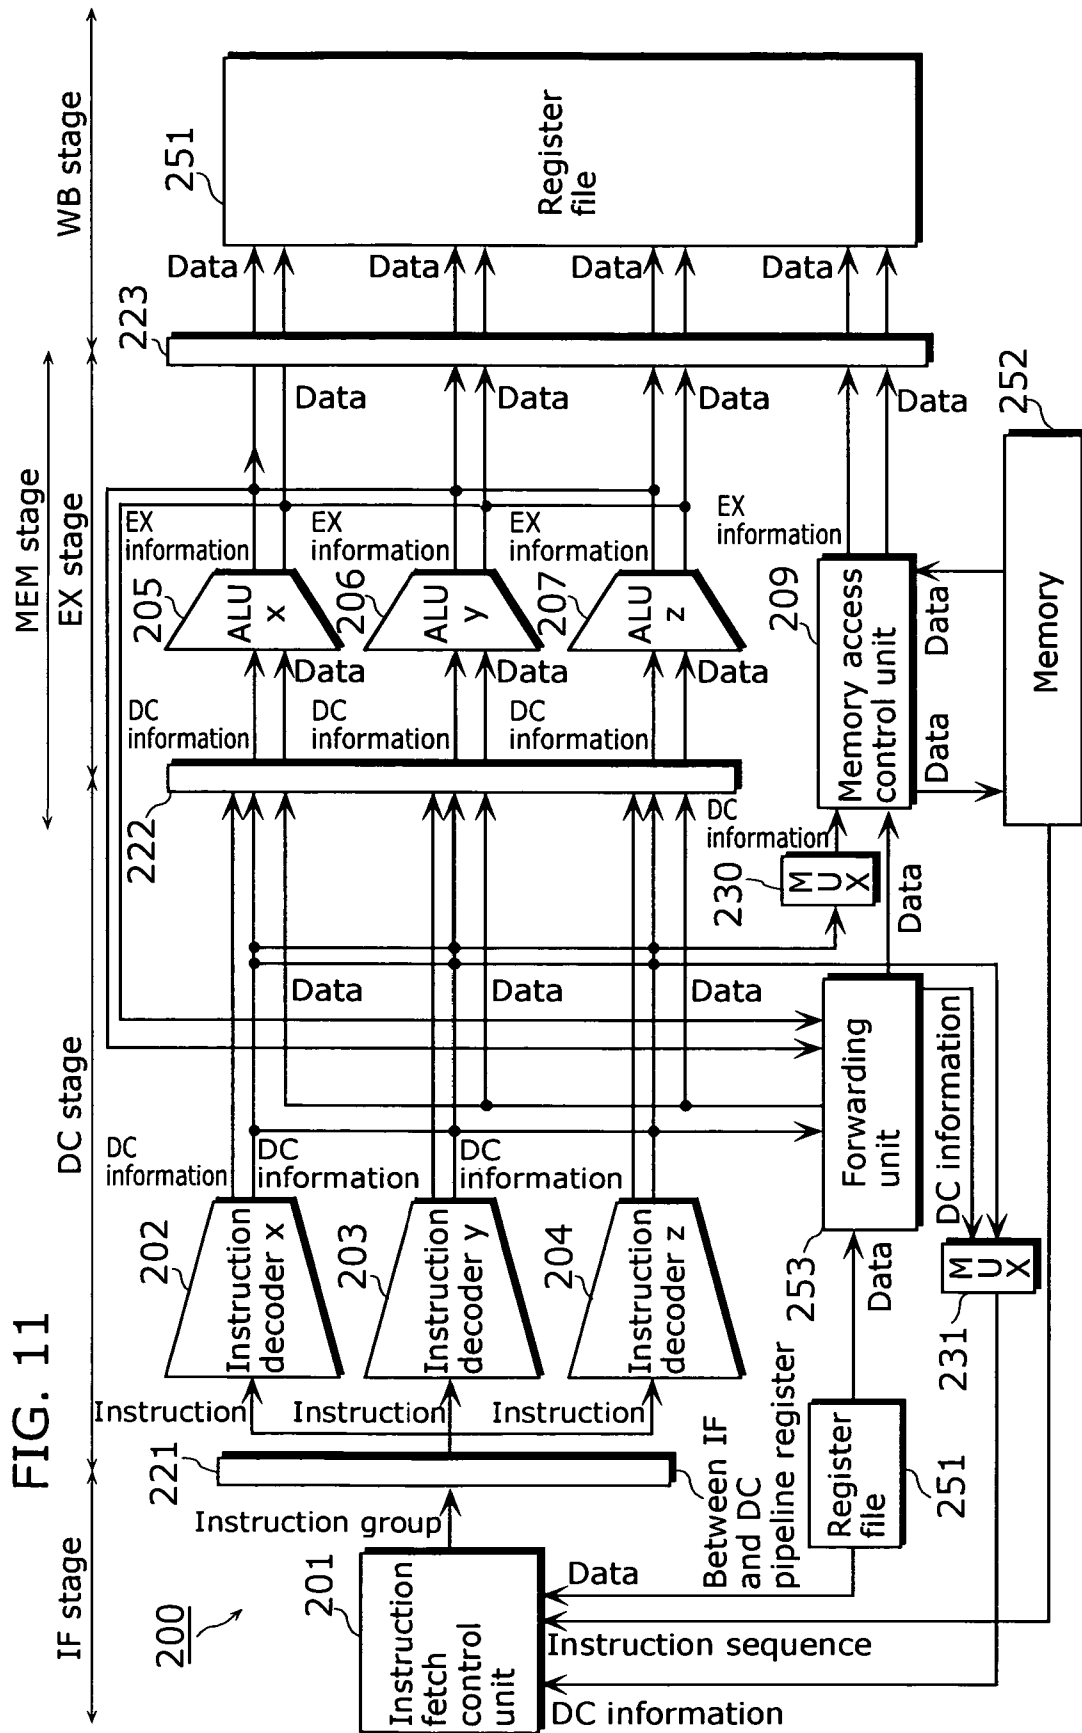 FIG. 11
IF stage
DC stage
MEM stage
EX stage
WB stage
200
201
Instruction
fetch
control
unit
Instruction group
Data
Instruction sequence
DC information
221
Between IF
and DC
pipeline register
Instruction
Instruction
Instruction
202
Instruction
decoder x
203
Instruction
decoder y
204
Instruction
decoder z
DC
information
DC
information
DC
information
Data
Data
Data
222
DC
information
DC
information
DC
information
Data
Data
Data
205
ALU
x
206
ALU
y
207
ALU
z
EX
information
EX
information
EX
information
EX
information
Data
Data
Data
Data
223
Data
Data
Data
Data
251
Register
file
Register
file
251
Data
253
Forwarding
unit
DC information
MUX
231
Data
230
MUX
DC
information
209
Memory access
control unit
Data
Data
252
Memory